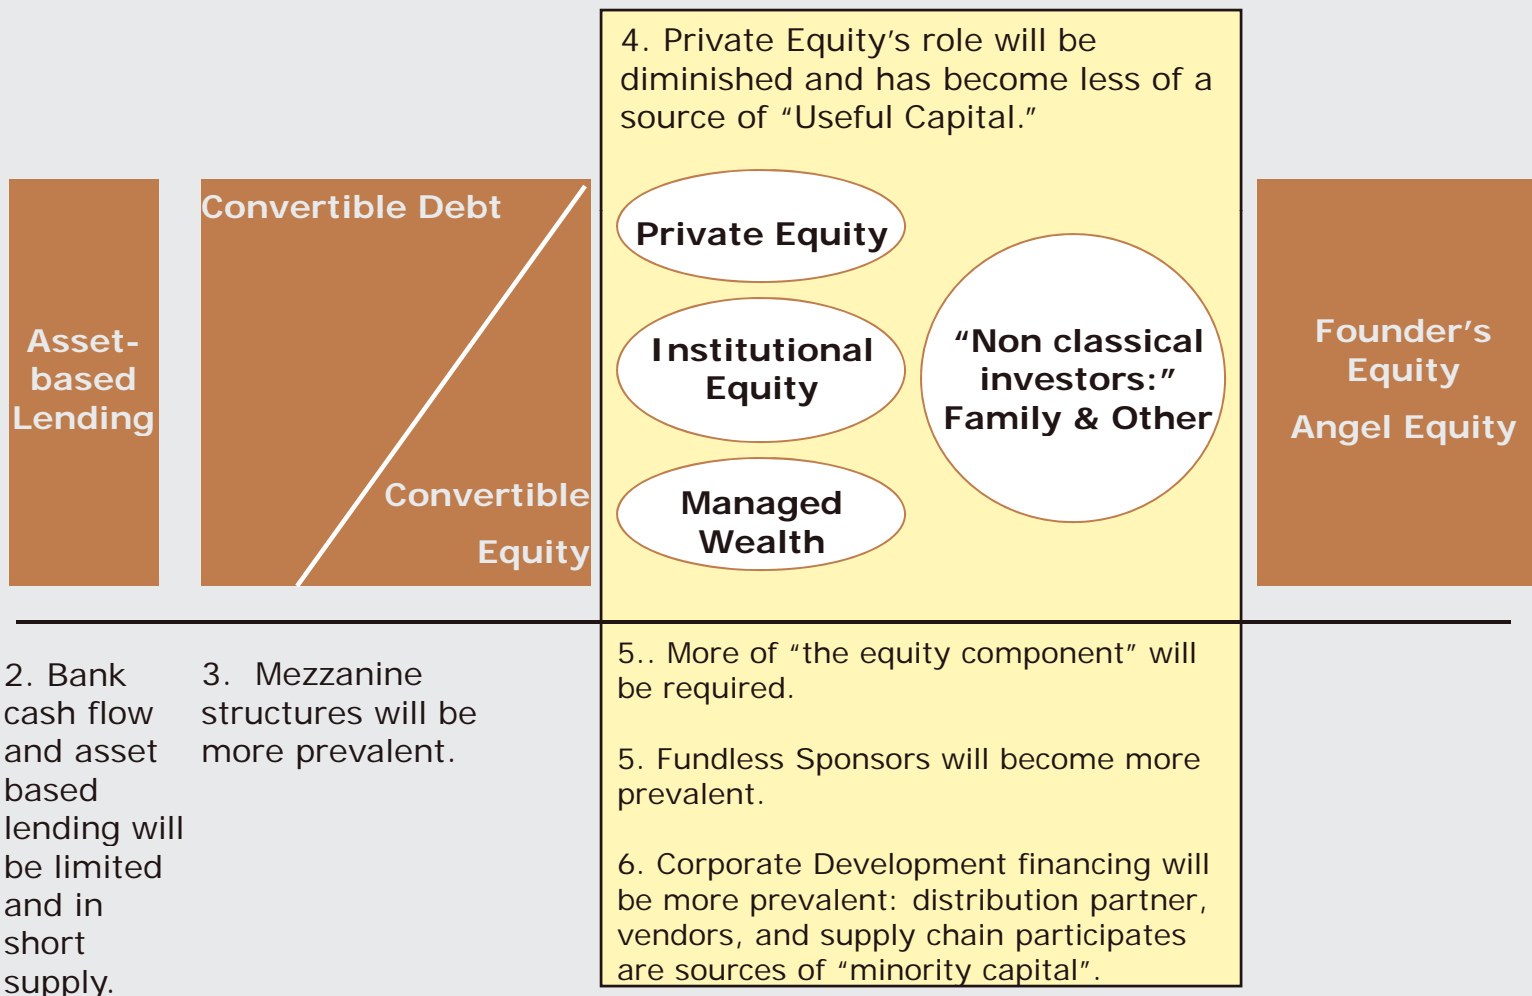 4. Private Equity’s role will be
diminished and has become less of a
source of “Useful Capital.”
Asset-
based
Lending
Convertible Debt
Convertible
Equity
Private Equity
Institutional
Equity
Managed
Wealth
“Non classical
investors:”
Family & Other
Founder’s
Equity
Angel Equity
2. Bank
cash flow
and asset
based
lending will
be limited
and in
short
supply.
3. Mezzanine
structures will be
more prevalent.
5.. More of “the equity component” will
be required.
5. Fundless Sponsors will become more
prevalent.
6. Corporate Development financing will
be more prevalent: distribution partner,
vendors, and supply chain participates
are sources of “minority capital”.